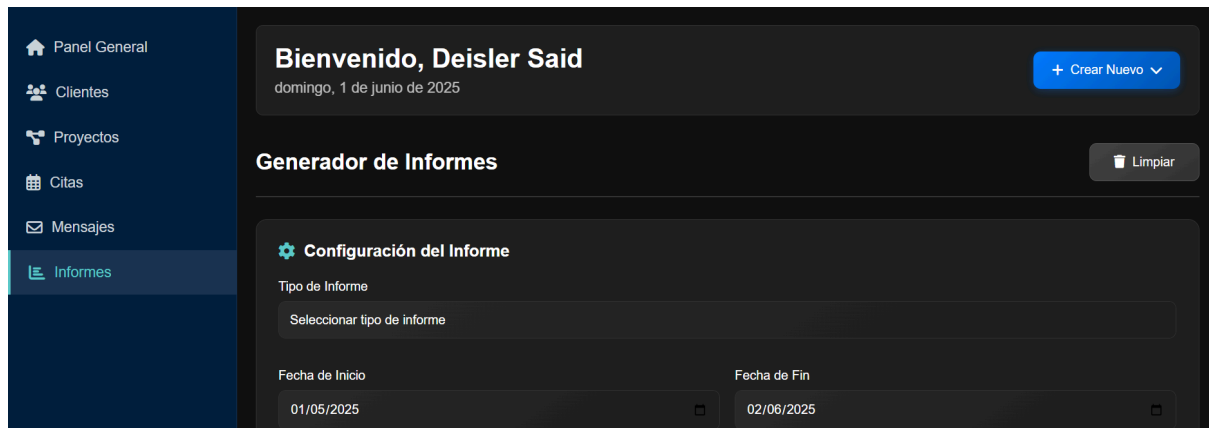 Panel General
Clientes
Proyectos
Citas
Mensajes
Informes
Bienvenido, Deisler Said
domingo, 1 de junio de 2025
+ Crear Nuevo
Generador de Informes
Limpiar
Configuración del Informe
Tipo de Informe
Seleccionar tipo de informe
Fecha de Inicio
01/05/2025
Fecha de Fin
02/06/2025